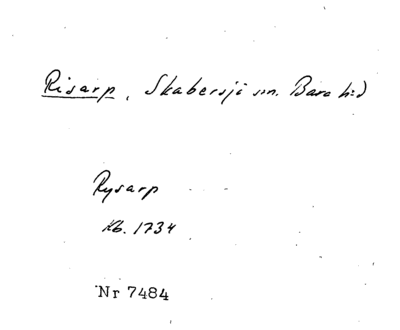 Risarp, Skabersjö sn. Bara hd
Rysarp
Kb. 1734
Nr 7484